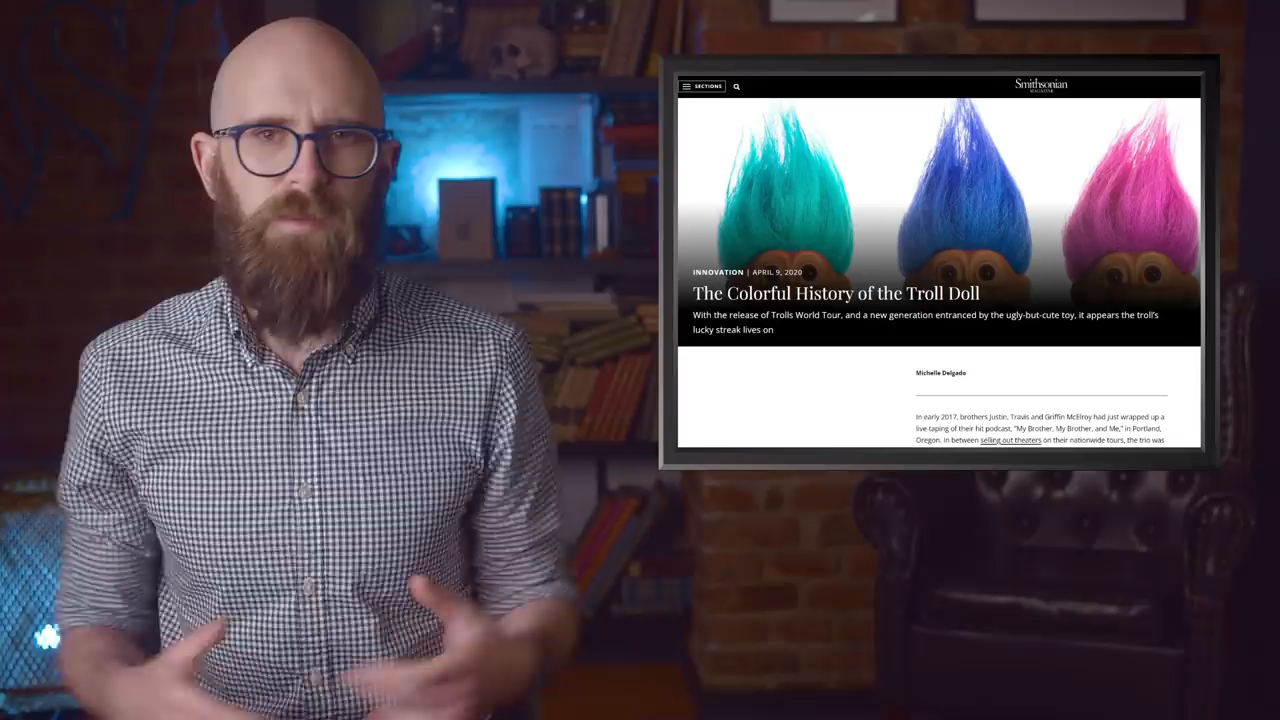 SECTIONS
Smithsonian
MAGAZINE
INNOVATION | APRIL 9, 2020
The Colorful History of the Troll Doll
With the release of Trolls World Tour, and a new generation entranced by the ugly-but-cute toy, it appears the troll's
lucky streak lives on
Michelle Delgado
In early 2017, brothers Justin, Travis and Griffin McElroy had just wrapped up a
live taping of their hit podcast, "My Brother, My Brother, and Me," in Portland,
Oregon. In between selling out theaters on their nationwide tours, the trio was